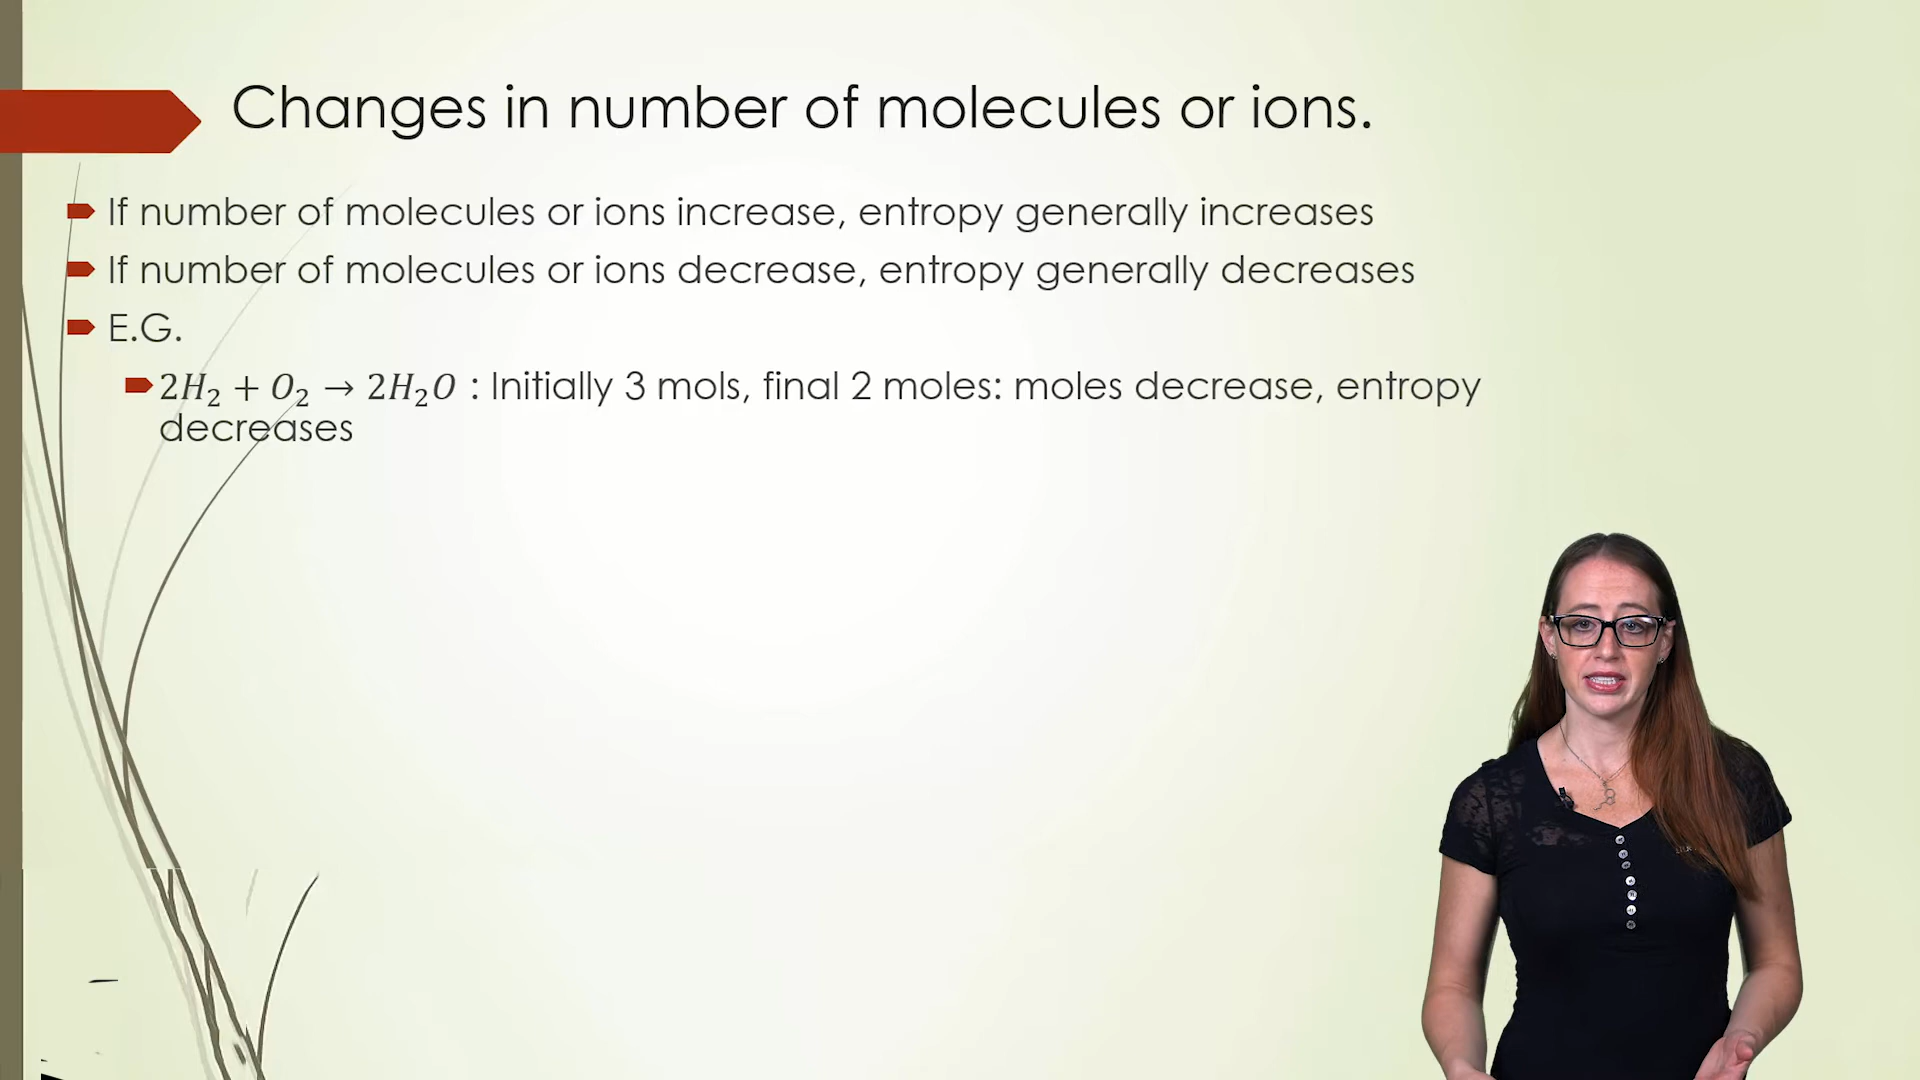 Changes in number of molecules or ions.
If number of molecules or ions increase, entropy generally increases
If number of molecules or ions decrease, entropy generally decreases
E.G.
2H₂ + O₂ → 2H₂O : Initially 3 mols, final 2 moles: moles decrease, entropy
decreases